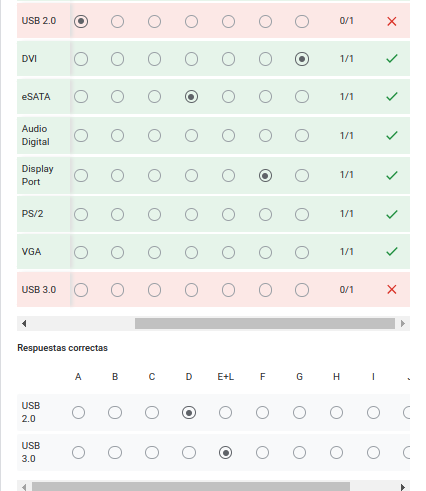 USB 2.0 0/1
DVI 1/1
eSATA 1/1
Audio
Digital 1/1
Display
Port 1/1
PS/2 1/1
VGA 1/1
USB 3.0 0/1
Respuestas correctas
A B C D E+L F G H I
USB
2.0
USB
3.0